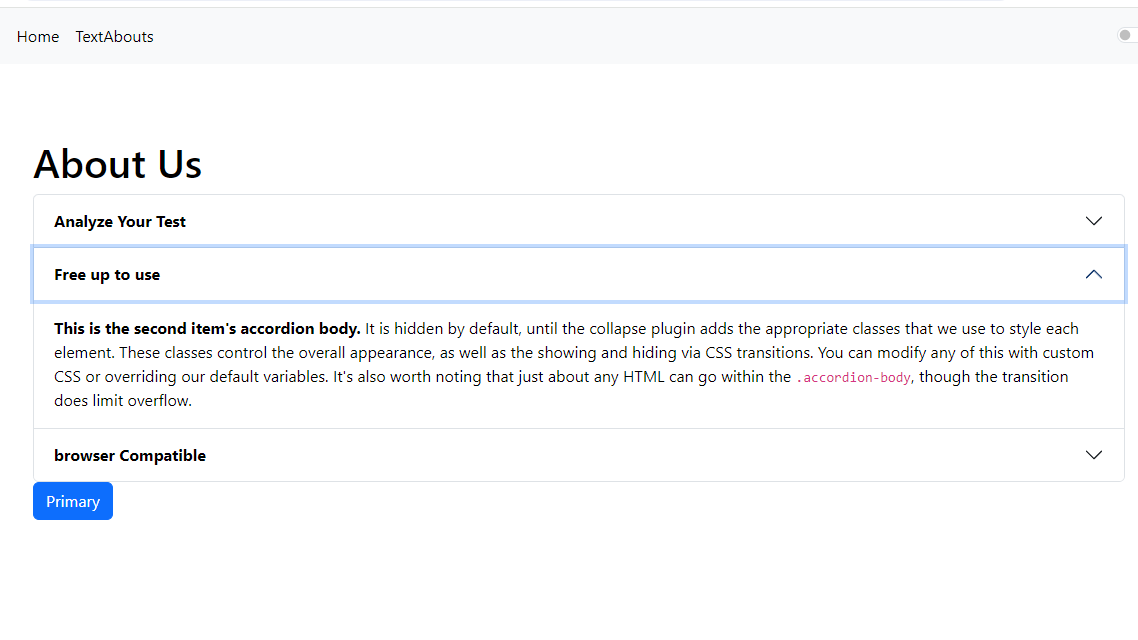 Home TextAbouts
About Us
Analyze Your Test
Free up to use
This is the second item's accordion body. It is hidden by default, until the collapse plugin adds the appropriate classes that we use to style each
element. These classes control the overall appearance, as well as the showing and hiding via CSS transitions. You can modify any of this with custom
CSS or overriding our default variables. It's also worth noting that just about any HTML can go within the .accordion-body, though the transition
does limit overflow.
browser Compatible
Primary